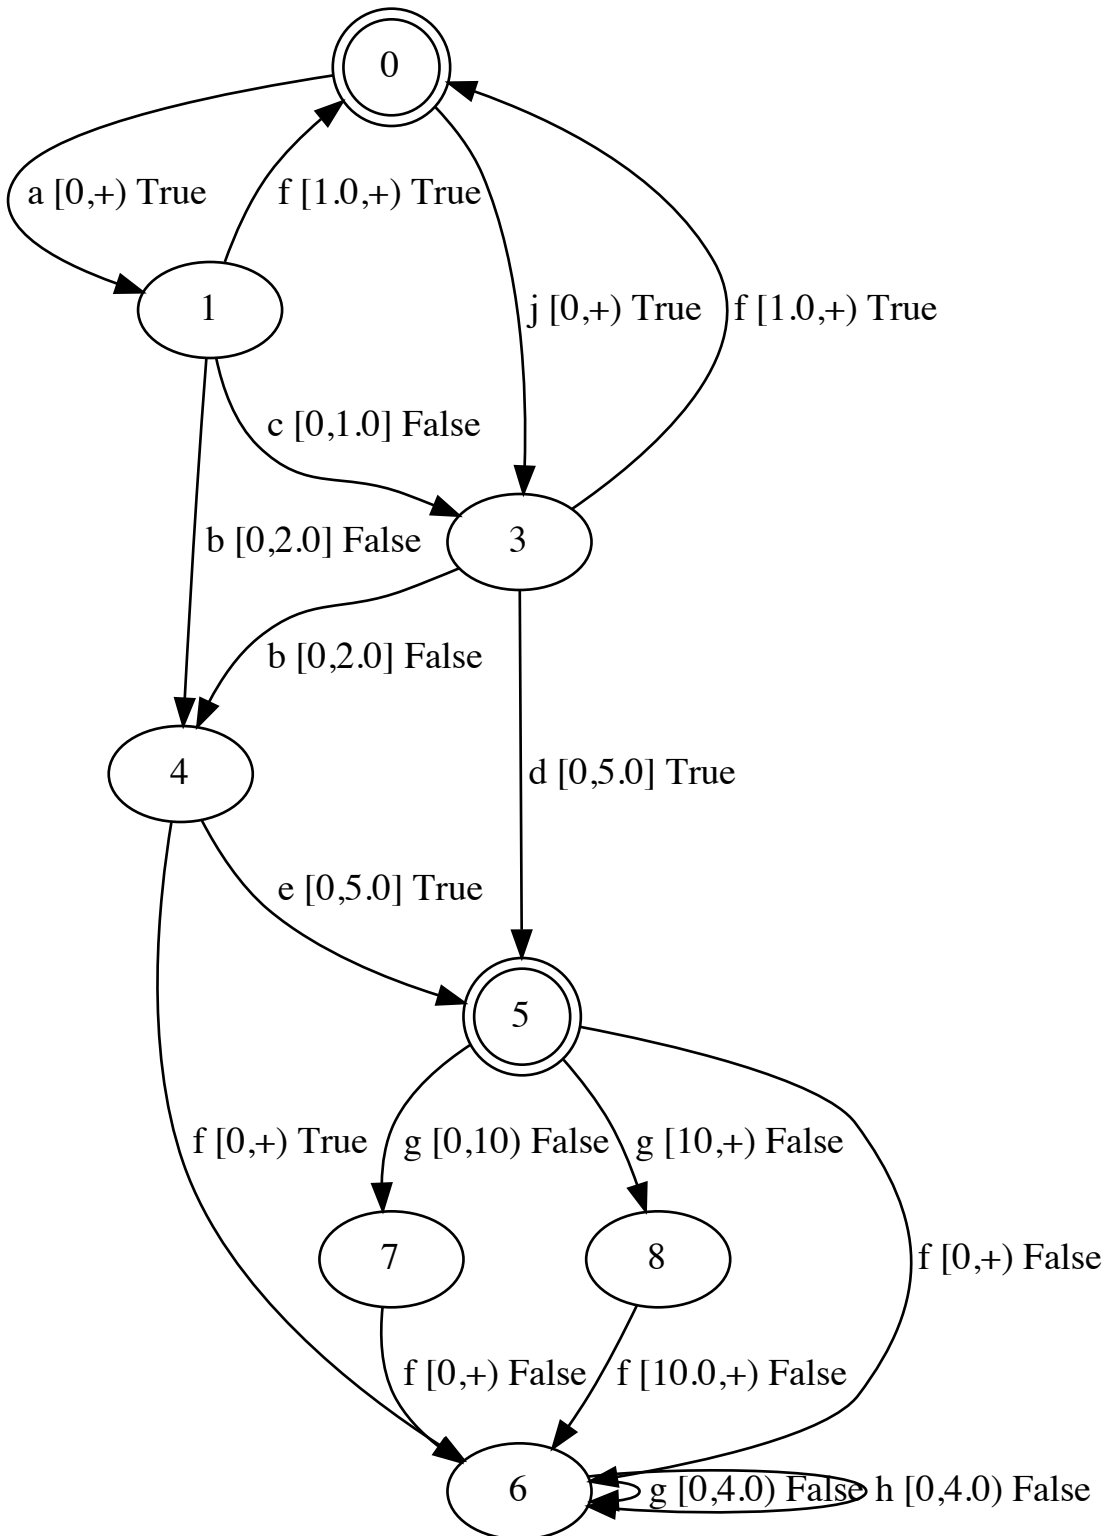 0
a [0,+) True
f [1.0,+) True
1
j [0,+) True
f [1.0,+) True
c [0,1.0] False
b [0,2.0] False
3
b [0,2.0] False
4
d [0,5.0] True
e [0,5.0] True
5
f [0,+) True
g [0,10) False
g [10,+) False
7
8
f [0,+) False
f [0,+) False
f [10.0,+) False
6
g [0,4.0) False
h [0,4.0) False